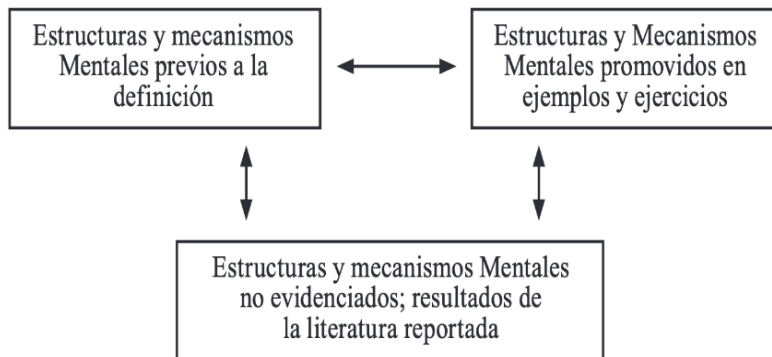 Estructuras y mecanismos
Mentales previos a la
definición
Estructuras y Mecanismos
Mentales promovidos en
ejemplos y ejercicios
Estructuras y mecanismos Mentales
no evidenciados; resultados de
la literatura reportada